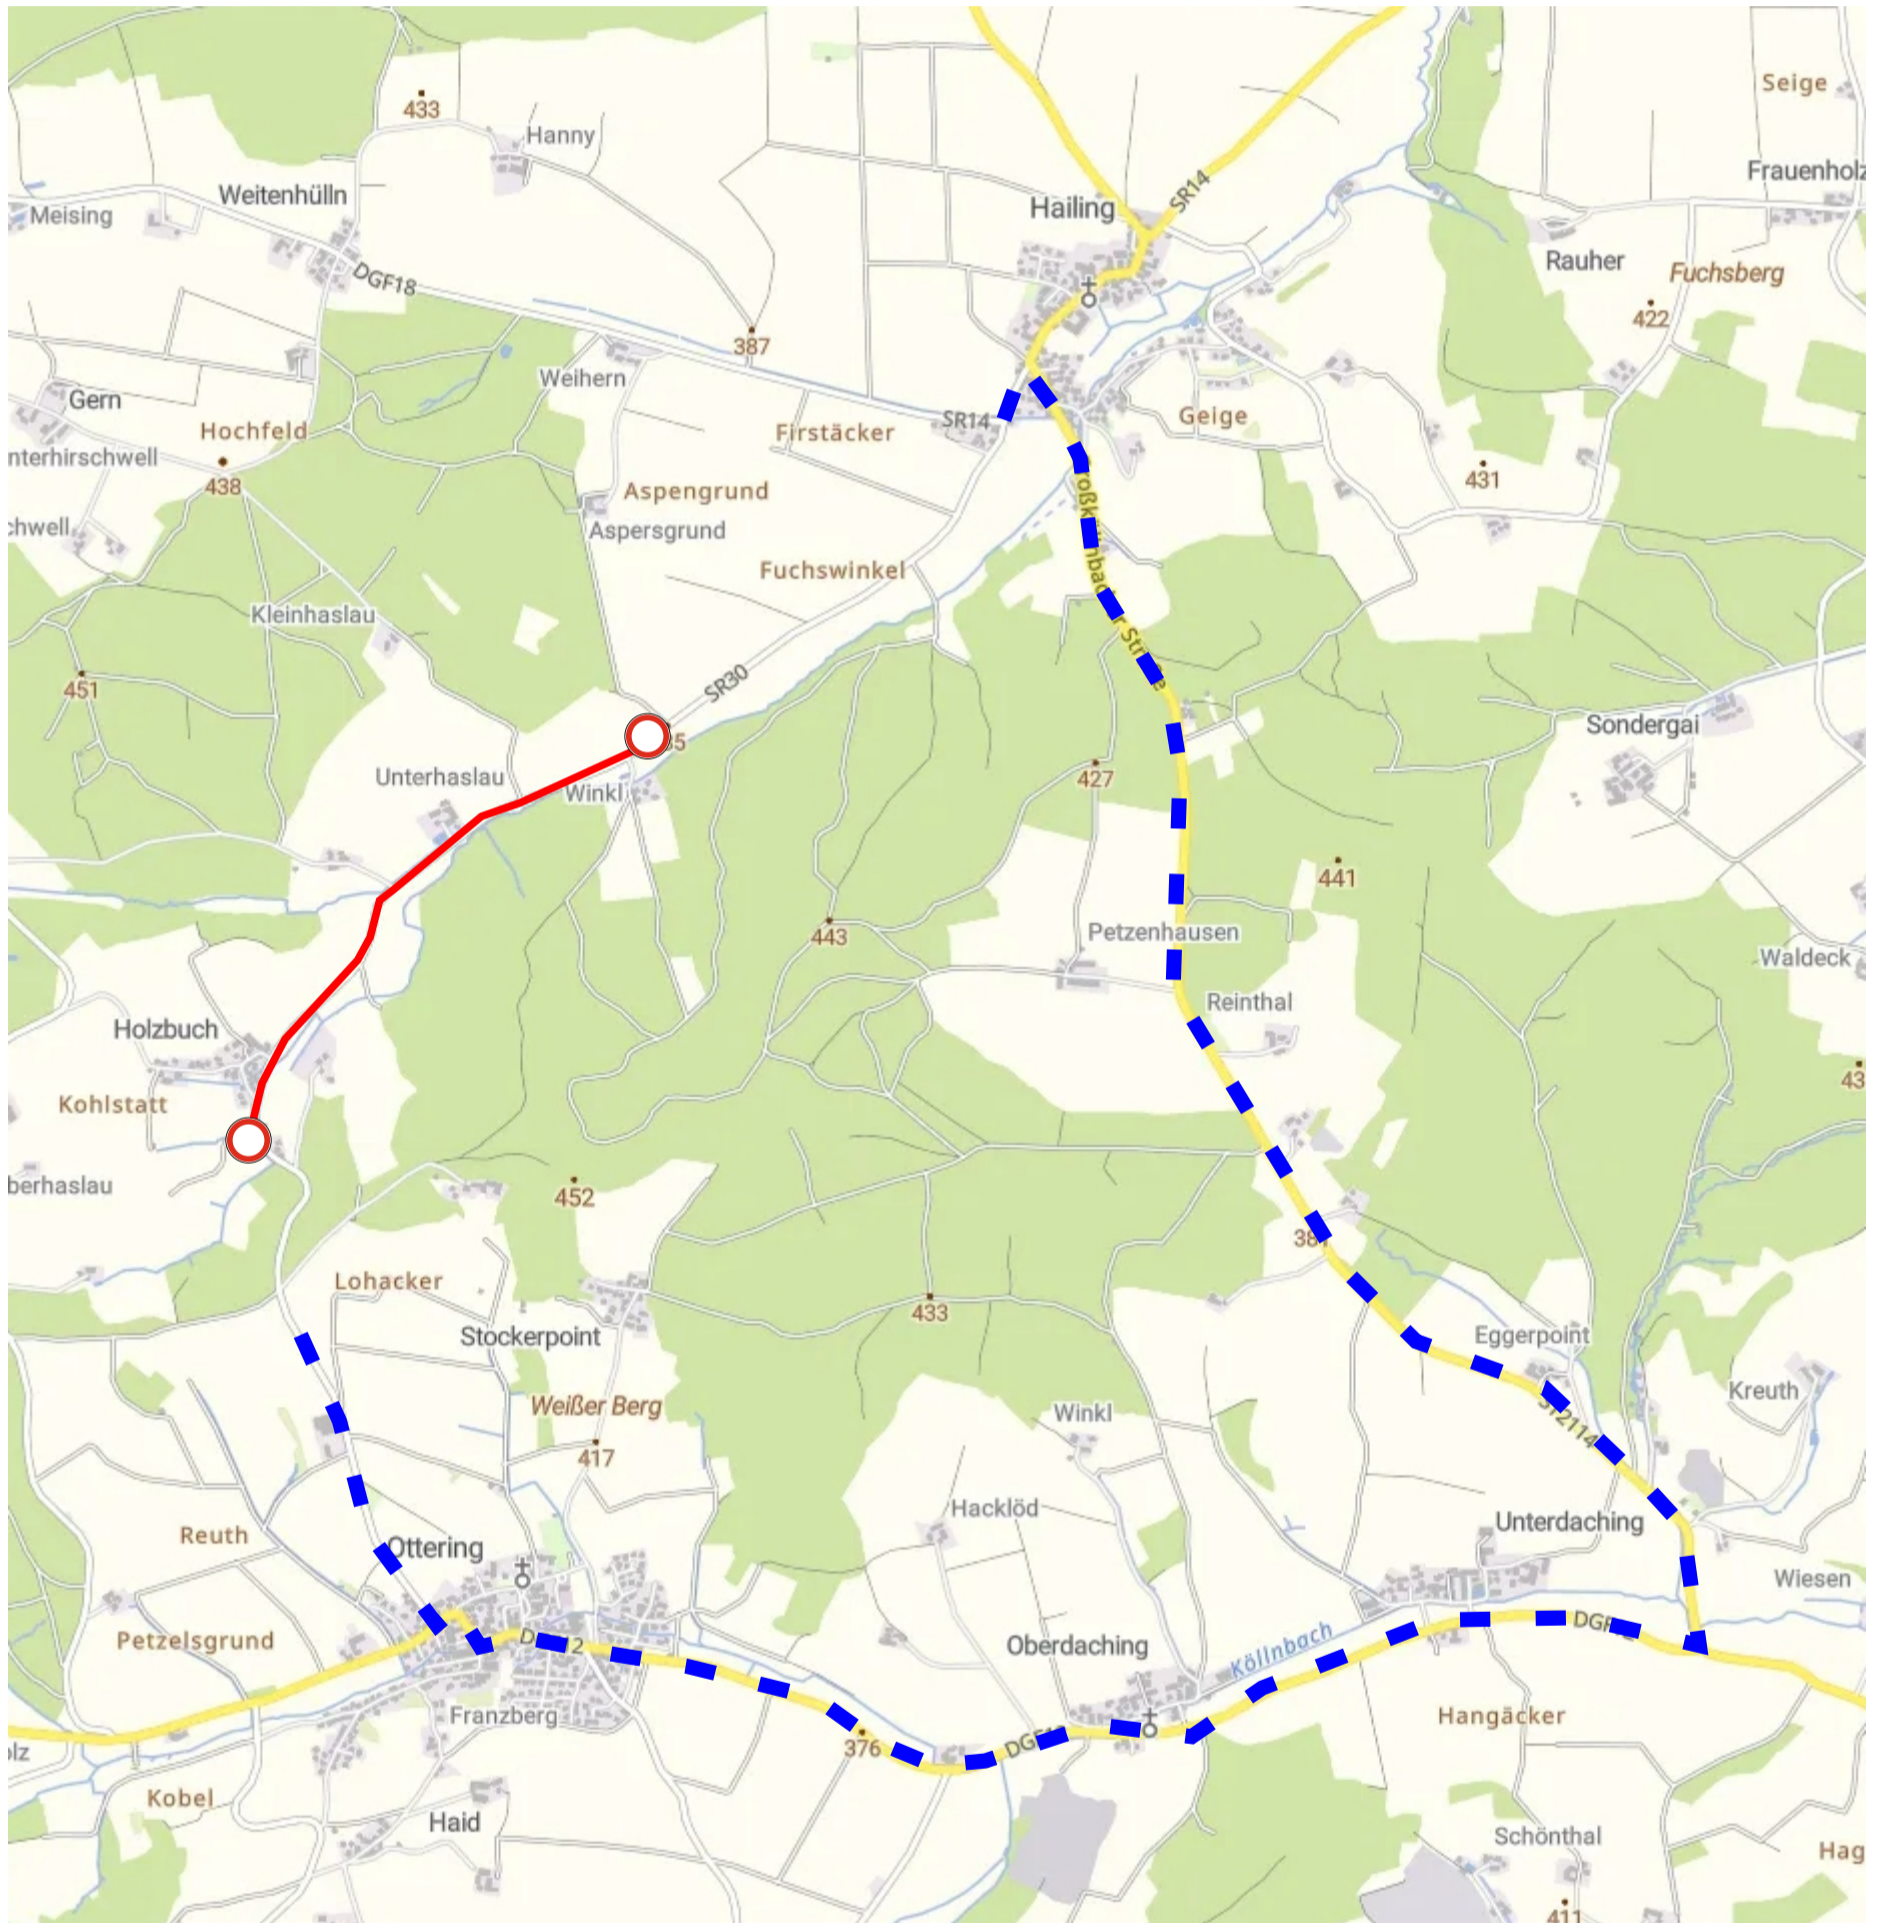 Seige
433
Hanny
Frauenholz
Weitenhülln
SR14
Hailing
Meising
Rauher
Fuchsberg
DGF18
422
387
Weihern
Gern
Geige
SR14
Hochfeld
Firstäcker
nterhirschwell
431
438
Aspengrund
chwell
Aspersgrund
Fuchswinkel
Kleinhaslau
SR30
451
Sondergai
Unterhaslau
427
Winkl
441
443
Petzenhausen
Waldeck
Reinthal
Holzbuch
43
Kohlstatt
berhaslau
452
Lohacker
433
Stockerpoint
Eggerpoint
Kreuth
Weißer Berg
Winkl
ST2114
417
Hacklöd
Unterdaching
Reuth
Ottering
Wiesen
Petzelsgrund
Oberdaching
Köllnbach
Franzberg
Hangäcker
376
olz
Kobel
Haid
Schönthal
Hag
411